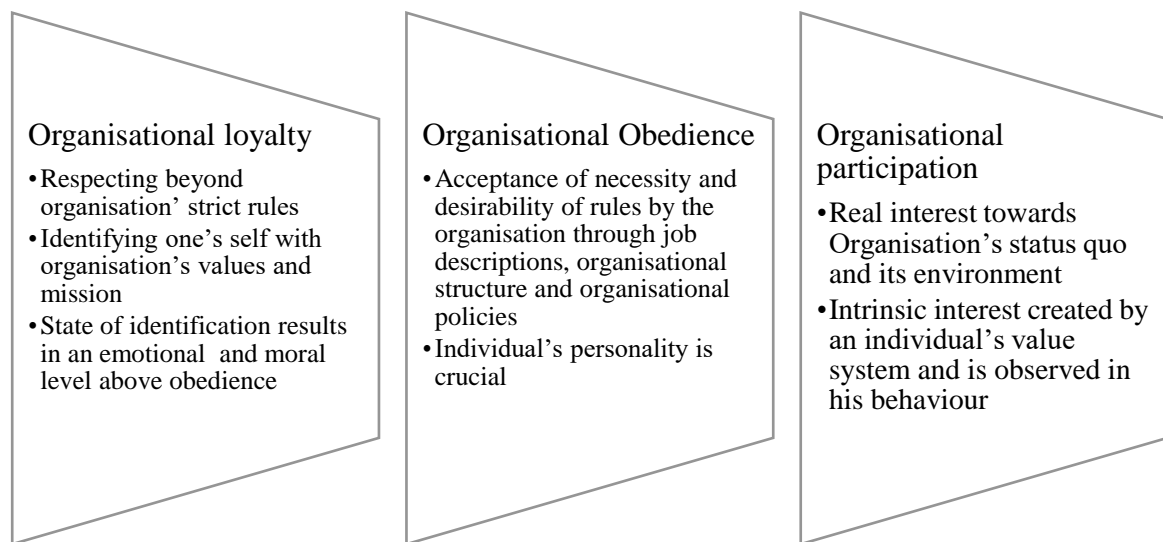 Organisational loyalty
•Respecting beyond
organisation’ strict rules
•Identifying one’s self with
organisation’s values and
mission
•State of identification results
in an emotional and moral
level above obedience
Organisational Obedience
•Acceptance of necessity and
desirability of rules by the
organisation through job
descriptions, organisational
structure and organisational
policies
•Individual’s personality is
crucial
Organisational
participation
•Real interest towards
Organisation’s status quo
and its environment
•Intrinsic interest created by
an individual’s value
system and is observed in
his behaviour